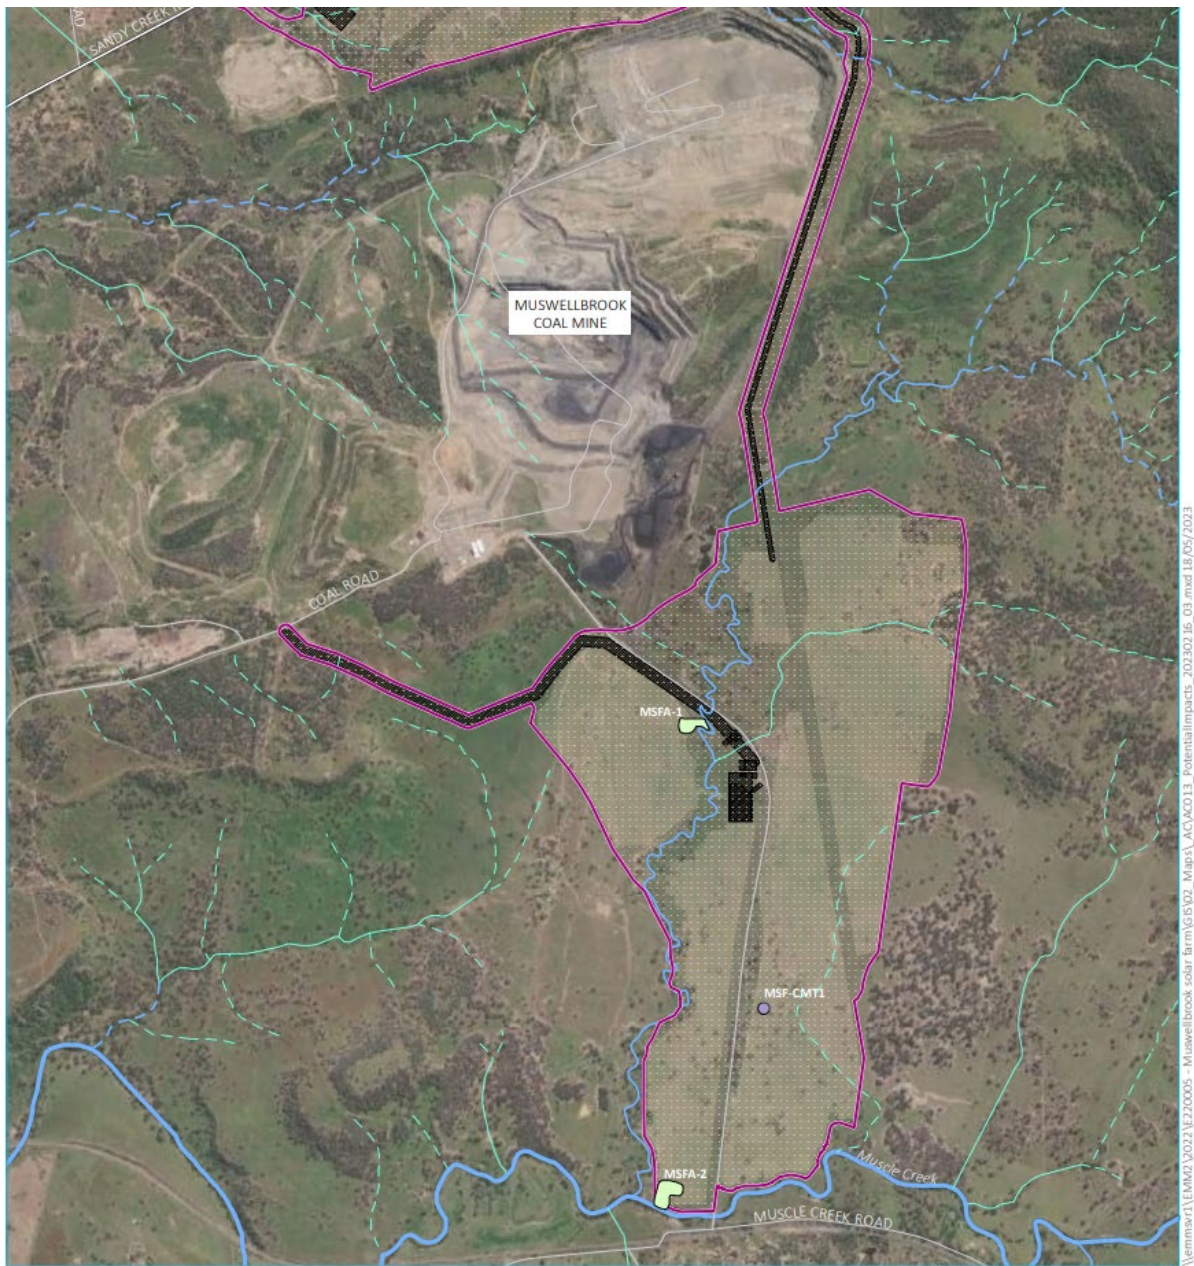 SANDY CREEK R
AD
MUSWELLBROOK
COAL MINE
COAL ROAD
MSFA-1
MSF-CMT1
MSFA-2
Muscle Creek
MUSCLE CREEK ROAD
\\emmsvr1\EMM2\2022\E220005 - Muswellbrook solar farm\GIS\02_Maps\_AC\AC013_PotentialImpacts_20230216_03.mxd 18/05/2023